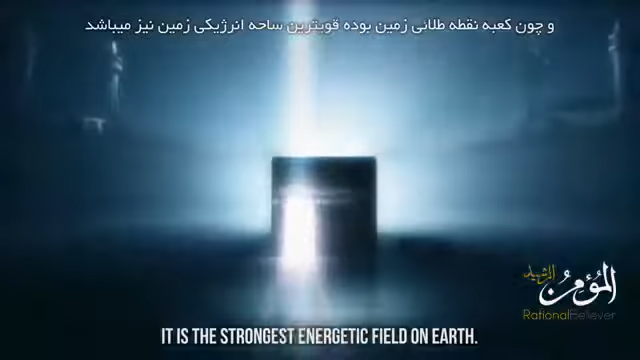 و چون کعبه نقطه طلائی زمین بوده قویترین ساحه انرژیکی زمین نیز میباشد
المؤمن الرشيد
RationalBeliever
IT IS THE STRONGEST ENERGETIC FIELD ON EARTH.